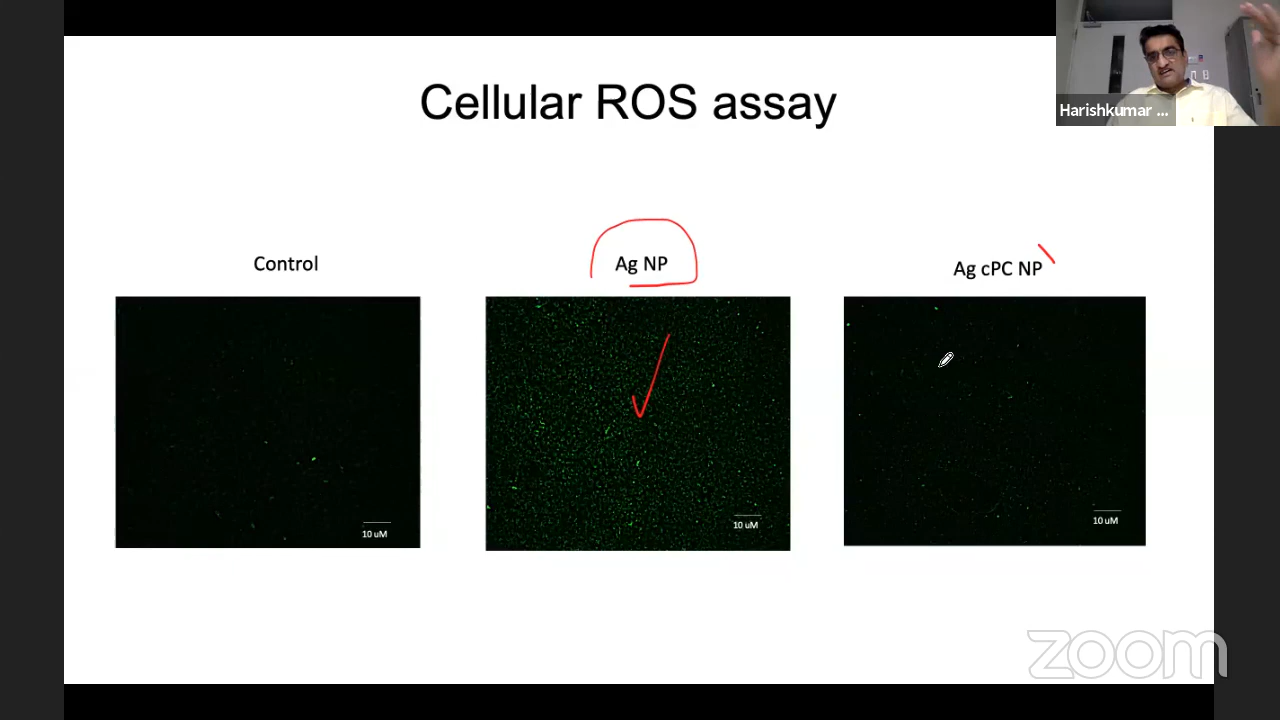 Cellular ROS assay
Harishkumar ...
Control
Ag NP
Ag cPC NP
10 uM
10 uM
10 uM
zoom